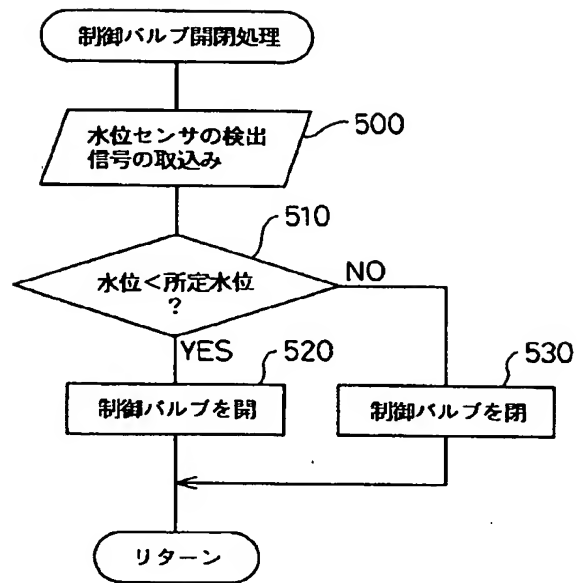 制御バルブ開閉処理
水位センサの検出
信号の取込み
500
510
水位<所定水位
?
NO
YES
520
530
制御バルブを開
制御バルブを閉
リターン